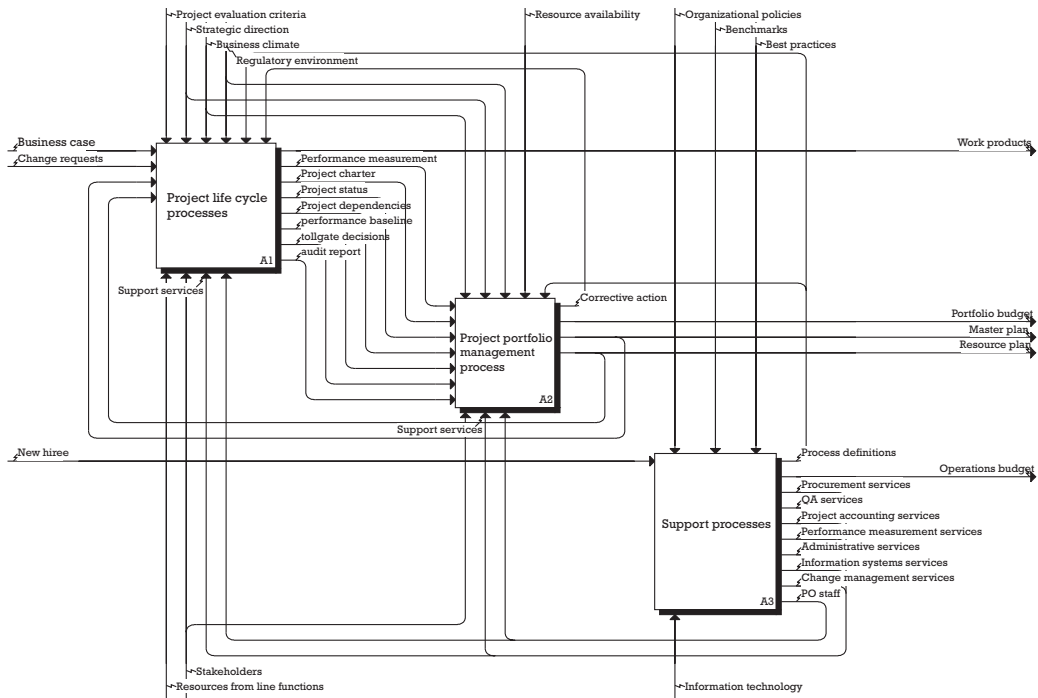 Project evaluation criteria
Strategic direction
Business climate
Regulatory environment
Resource availability
Organizational policies
Benchmarks
Best practices
Business case
Change requests
Work products
Project life cycle
processes
A1
Performance measurement
Project charter
Project status
Project dependencies
performance baseline
tollgate decisions
audit report
Support services
Corrective action
Project portfolio
management
process
A2
Portfolio budget
Master plan
Resource plan
Support services
New hiree
Support processes
A3
Process definitions
Operations budget
Procurement services
QA services
Project accounting services
Performance measurement services
Administrative services
Information systems services
Change management services
PO staff
Stakeholders
Resources from line functions
Information technology